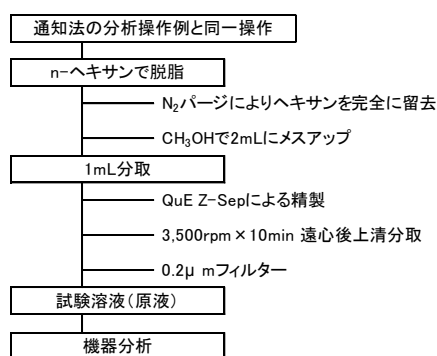 通知法の分析操作例と同一操作
n-ヘキサンで脱脂
N₂パージによりヘキサンを完全に留去
CH₃OHで2mLにメスアップ
1mL分取
QuE Z-Sepによる精製
3,500rpm×10min 遠心後上清分取
0.2μmフィルター
試験溶液（原液）
機器分析